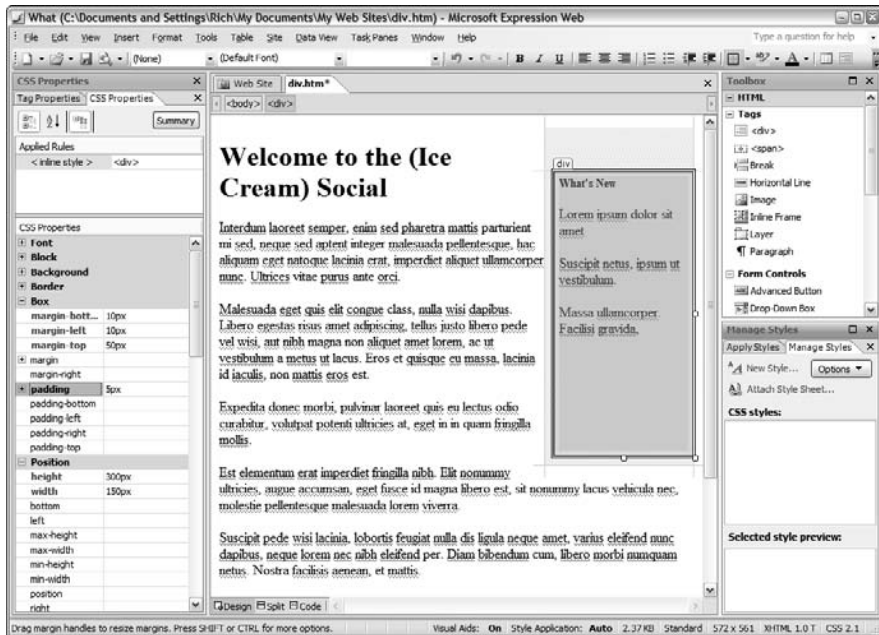 What (C:\Documents and Settings\Rich\My Documents\My Web Sites\div.htm) - Microsoft Expression Web
File Edit View Insert Format Tools Table Site Data View Task Panes Window Help Type a question for help
(None) (Default Font) B I U A
CSS Properties
Tag Properties CSS Properties
Summary
Applied Rules
< inline style > <div>
CSS Properties
Font
Block
Background
Border
Box
margin-bott... 10px
margin-left 10px
margin-top 50px
margin
margin-right
padding 5px
padding-bottom
padding-left
padding-right
padding-top
Position
height 300px
width 150px
bottom
left
max-height
max-width
min-height
min-width
position
right
Web Site div.htm*
<body> <div>
Welcome to the (Ice
Cream) Social
Interdum laoreet semper, enim sed pharetra mattis parturient
mi sed, neque sed aptent integer malesuada pellentesque, hac
aliquam eget natoque lacinia erat, imperdiet aliquet ullamcorper
nunc. Ultrices vitae purus ante orci.
Malesuada eget quis elit congue class, nulla wisi dapibus.
Libero egestas risus amet adipiscing, tellus justo libero pede
vel wisi, aut nibh magna non aliquet amet lorem, ac ut
vestibulum a metus ut lacus. Eros et quisque eu massa, lacinia
id iaculis, non mattis eros est.
Expedita donec morbi, pulvinar laoreet quis eu lectus odio
curabitur, volutpat potenti ultricies at, eget in in quam fringilla
mollis.
Est elementum erat imperdiet fringilla nibh. Elit nonummy
ultricies, augue accumsan, eget fusce id magna libero est, sit nonummy lacus vehicula nec,
molestie pellentesque malesuada lorem viverra.
Suscipit pede wisi lacinia, lobortis feugiat nulla dis ligula neque amet, varius eleifend nunc
dapibus, neque lorem nec nibh eleifend per. Diam bibendum cum, libero morbi numquam
netus. Nostra facilisis aenean, et mattis.
div
What's New
Lorem ipsum dolor sit
amet
Suscipit netus, ipsum ut
vestibulum.
Massa ullamcorper.
Facilisi gravida,
Design Split Code
Toolbox
HTML
Tags
<div>
<span>
Break
Horizontal Line
Image
Inline Frame
Layer
Paragraph
Form Controls
Advanced Button
Drop-Down Box
Manage Styles
Apply Styles Manage Styles
New Style... Options
Attach Style Sheet...
CSS styles:
Selected style preview:
Drag margin handles to resize margins. Press SHIFT or CTRL for more options. Visual Aids: On Style Application: Auto 2.37 KB Standard 572 x 561 XHTML 1.0 T CSS 2.1